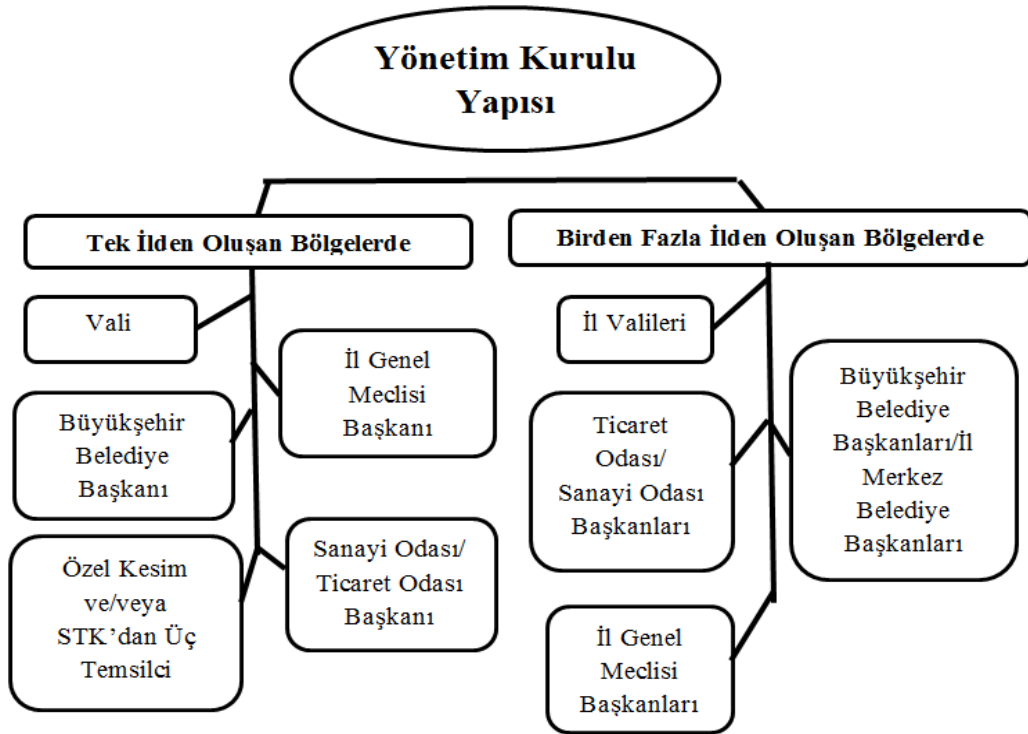 Yönetim Kurulu
Yapısı
Tek İlden Oluşan Bölgelerde
Vali
İl Genel
Meclisi
Başkanı
Büyükşehir
Belediye
Başkanı
Sanayi Odası/
Ticaret Odası
Başkanı
Özel Kesim
ve/veya
STK’dan Üç
Temsilci
Birden Fazla İlden Oluşan Bölgelerde
İl Valileri
Büyükşehir
Belediye
Başkanları/İl
Merkez
Belediye
Başkanları
Ticaret
Odası/
Sanayi Odası
Başkanları
İl Genel
Meclisi
Başkanları